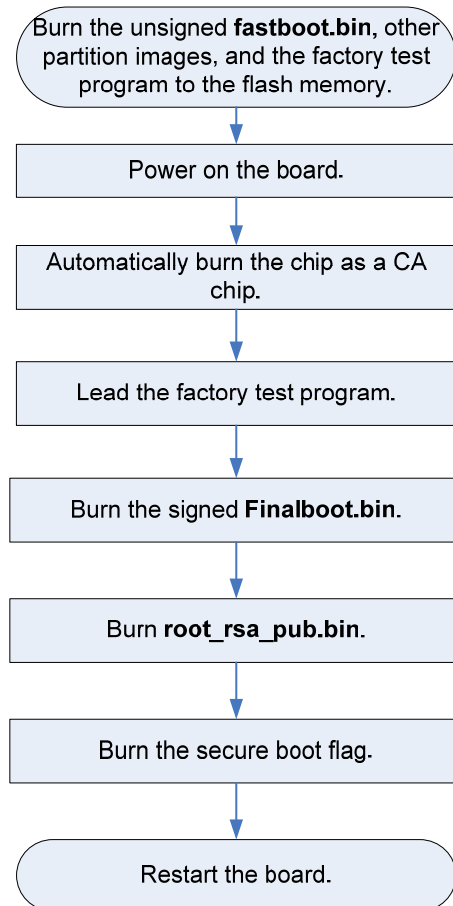 Burn the unsigned fastboot.bin, other
partition images, and the factory test
program to the flash memory.
Power on the board.
Automatically burn the chip as a CA
chip.
Lead the factory test program.
Burn the signed Finalboot.bin.
Burn root_rsa_pub.bin.
Burn the secure boot flag.
Restart the board.